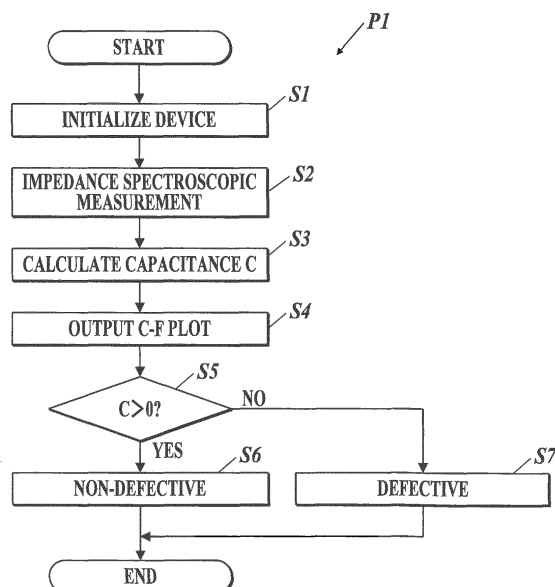 P1
START
S1
INITIALIZE DEVICE
S2
IMPEDANCE SPECTROSCOPIC
MEASUREMENT
S3
CALCULATE CAPACITANCE C
S4
OUTPUT C-F PLOT
S5
C>0?
NO
YES
S6
NON-DEFECTIVE
S7
DEFECTIVE
END